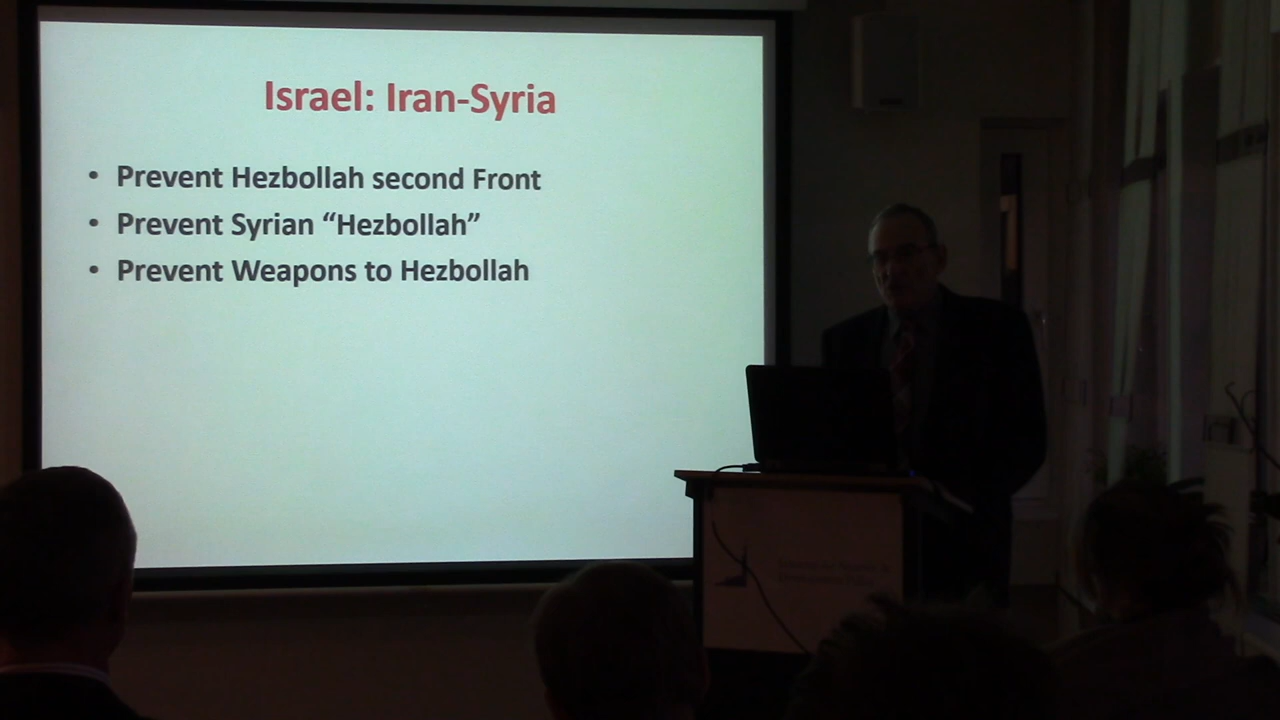 Israel: Iran-Syria
• Prevent Hezbollah second Front
• Prevent Syrian “Hezbollah”
• Prevent Weapons to Hezbollah